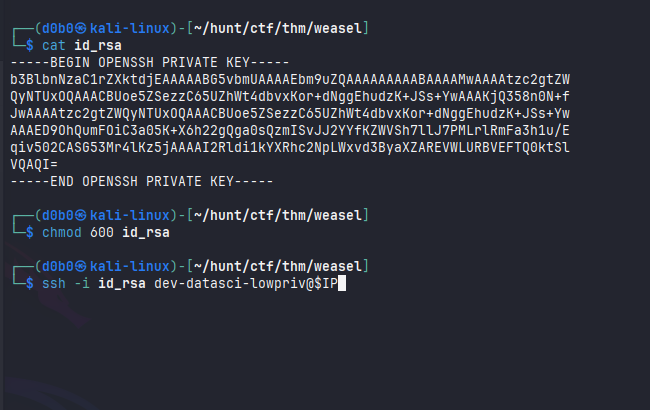 ┌──(d0b0㉿kali-linux)-[~/hunt/ctf/thm/weasel]
└─$ cat id_rsa
-----BEGIN OPENSSH PRIVATE KEY-----
b3BlbnNzaC1rZXktdjEAAAAABG5vbmUAAAAEbm9uZQAAAAAAAAABAAAAMwAAAAtzc2gtZW
QyNTUxOQAAACBUoe5ZSezzC65UZhWt4dbvxKor+dNggEhudzK+JSs+YwAAAKjQ358n0N+f
JwAAAAtzc2gtZWQyNTUxOQAAACBUoe5ZSezzC65UZhWt4dbvxKor+dNggEhudzK+JSs+Yw
AAAED9OhQumFOiC3a05K+X6h22gQga0sQzmISvJJ2YYfKZWVSh7llJ7PMLrlRmFa3h1u/E
qiv502CASG53Mr4lKz5jAAAAI2Rldi1kYXRhc2NpLWxvd3ByaXZAREVWLURBVEFTQ0ktSl
VQAQI=
-----END OPENSSH PRIVATE KEY-----
┌──(d0b0㉿kali-linux)-[~/hunt/ctf/thm/weasel]
└─$ chmod 600 id_rsa
┌──(d0b0㉿kali-linux)-[~/hunt/ctf/thm/weasel]
└─$ ssh -i id_rsa dev-datasci-lowpriv@$IP